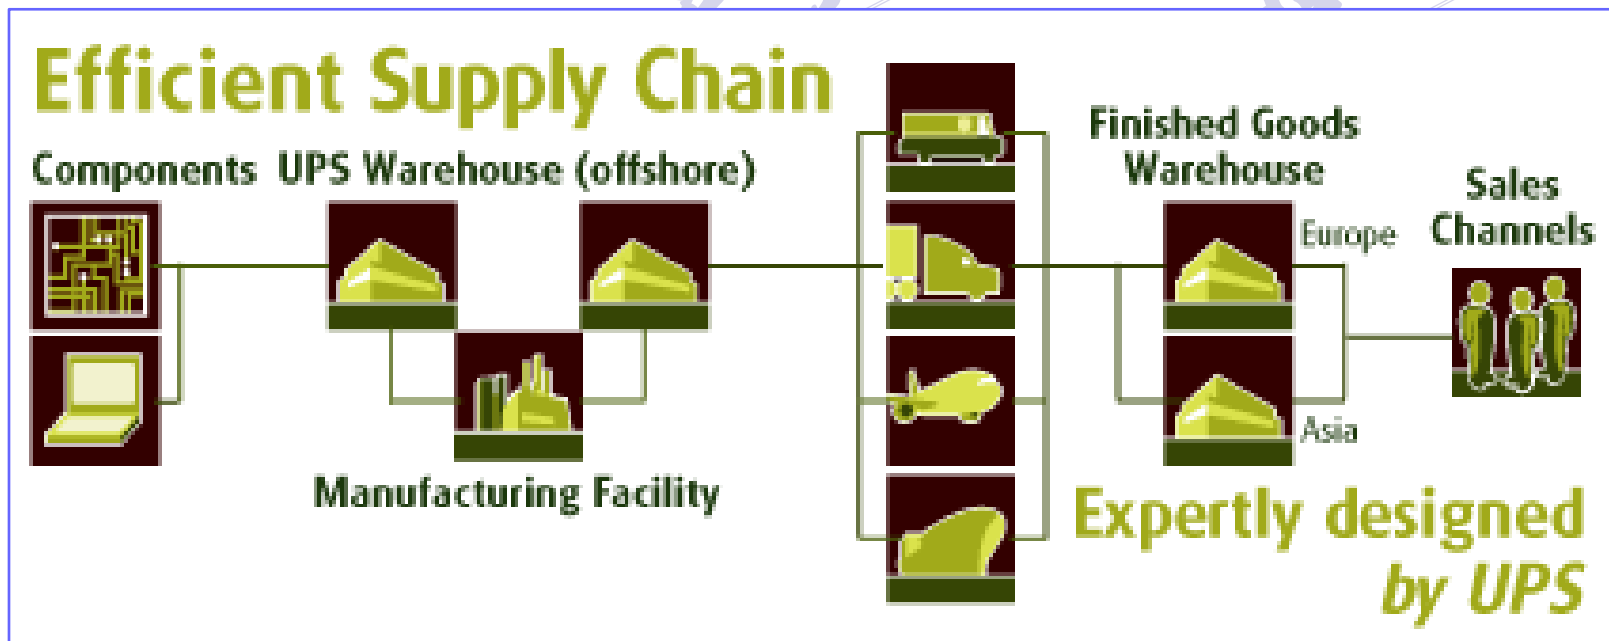 Efficient Supply Chain
Components
UPS Warehouse (offshore)
Manufacturing Facility
Finished Goods
Warehouse
Europe
Asia
Sales
Channels
Expertly designed
by UPS